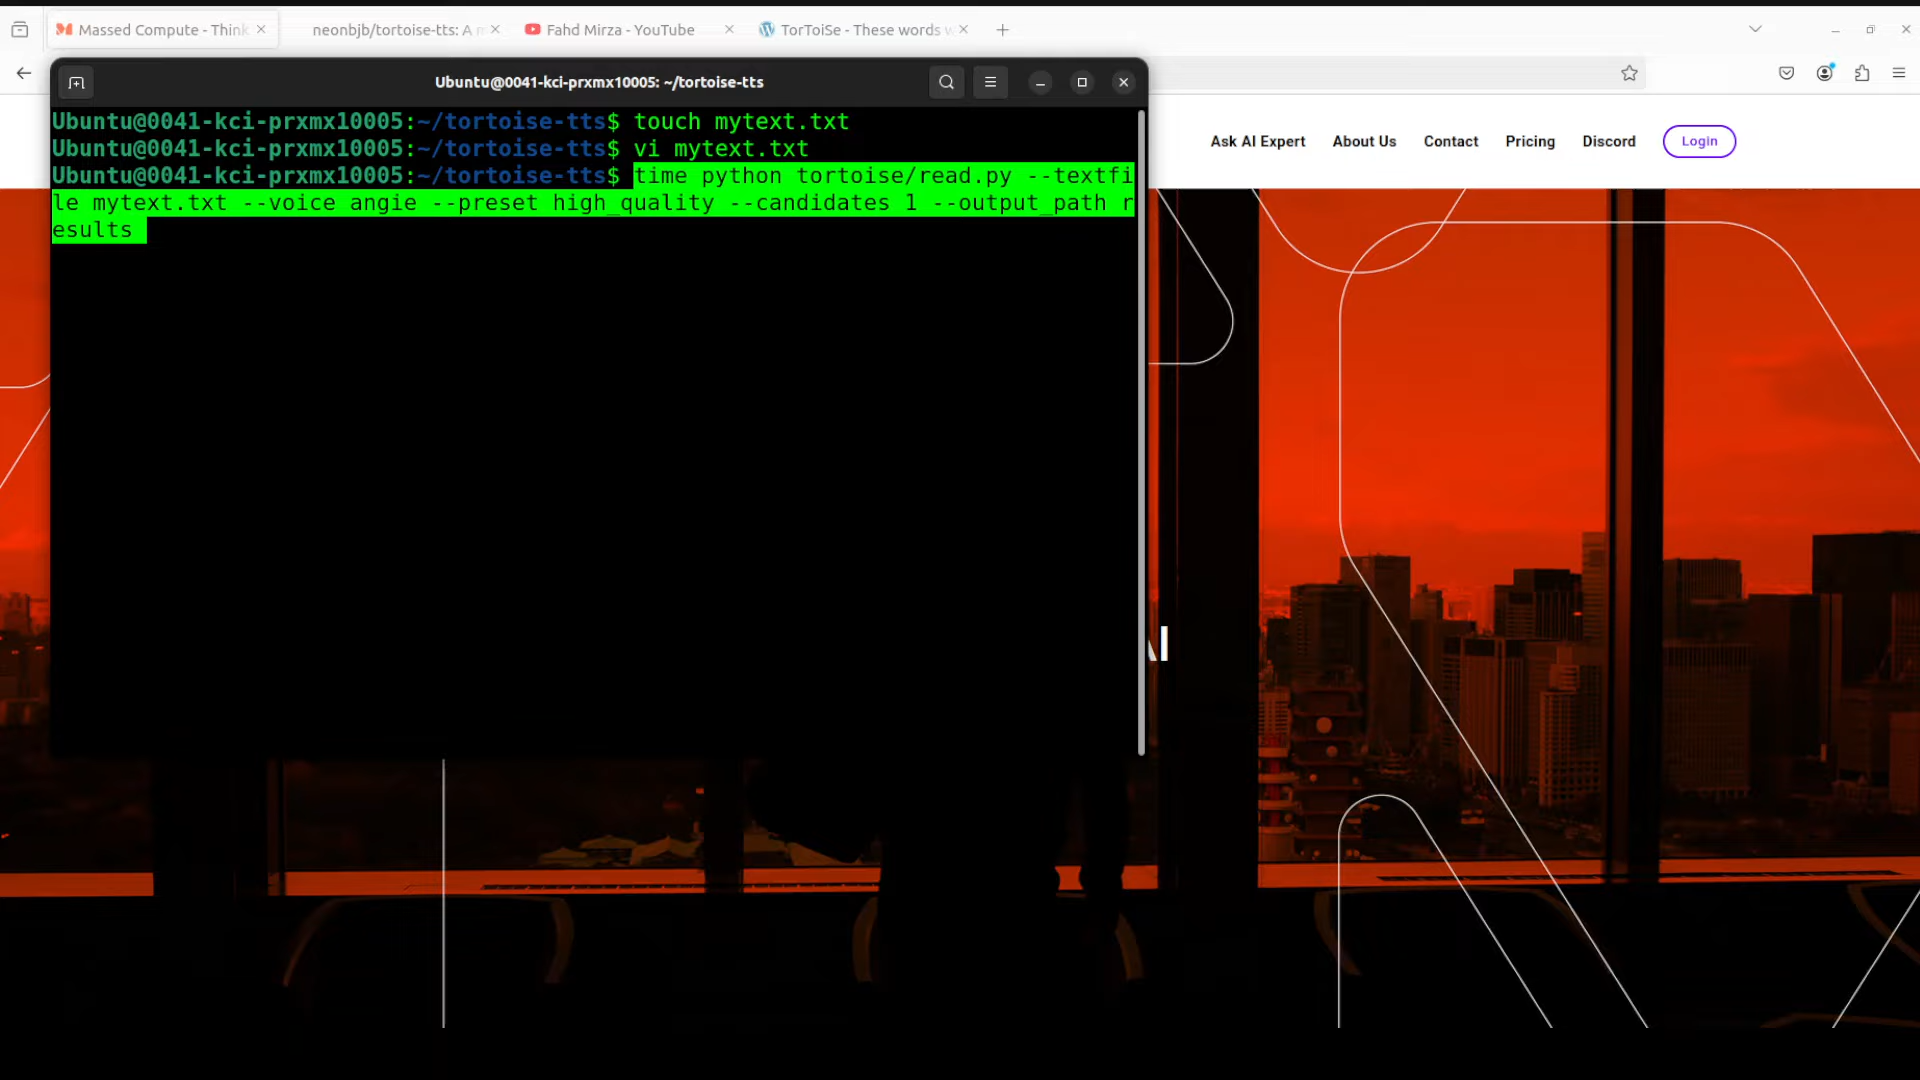 Massed Compute - Think
neonbjb/tortoise-tts: A m
Fahd Mirza - YouTube
TorToiSe - These words w
Ubuntu@0041-kci-prxmx10005: ~/tortoise-tts
Ask AI Expert
About Us
Contact
Pricing
Discord
Login
Ubuntu@0041-kci-prxmx10005:~/tortoise-tts$ touch mytext.txt
Ubuntu@0041-kci-prxmx10005:~/tortoise-tts$ vi mytext.txt
Ubuntu@0041-kci-prxmx10005:~/tortoise-tts$ time python tortoise/read.py --textfi
le mytext.txt --voice angie --preset high_quality --candidates 1 --output_path r
esults
AI